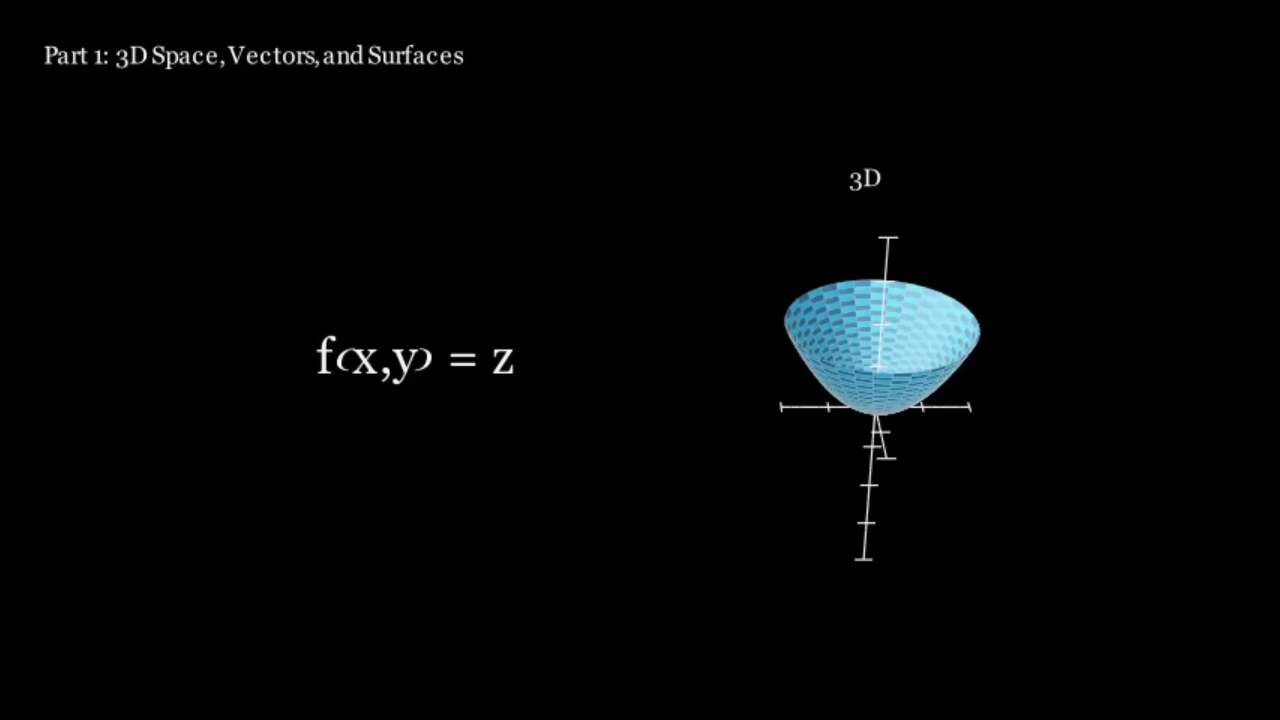 Part 1: 3D Space, Vectors, and Surfaces
3D
f(x,y) = z